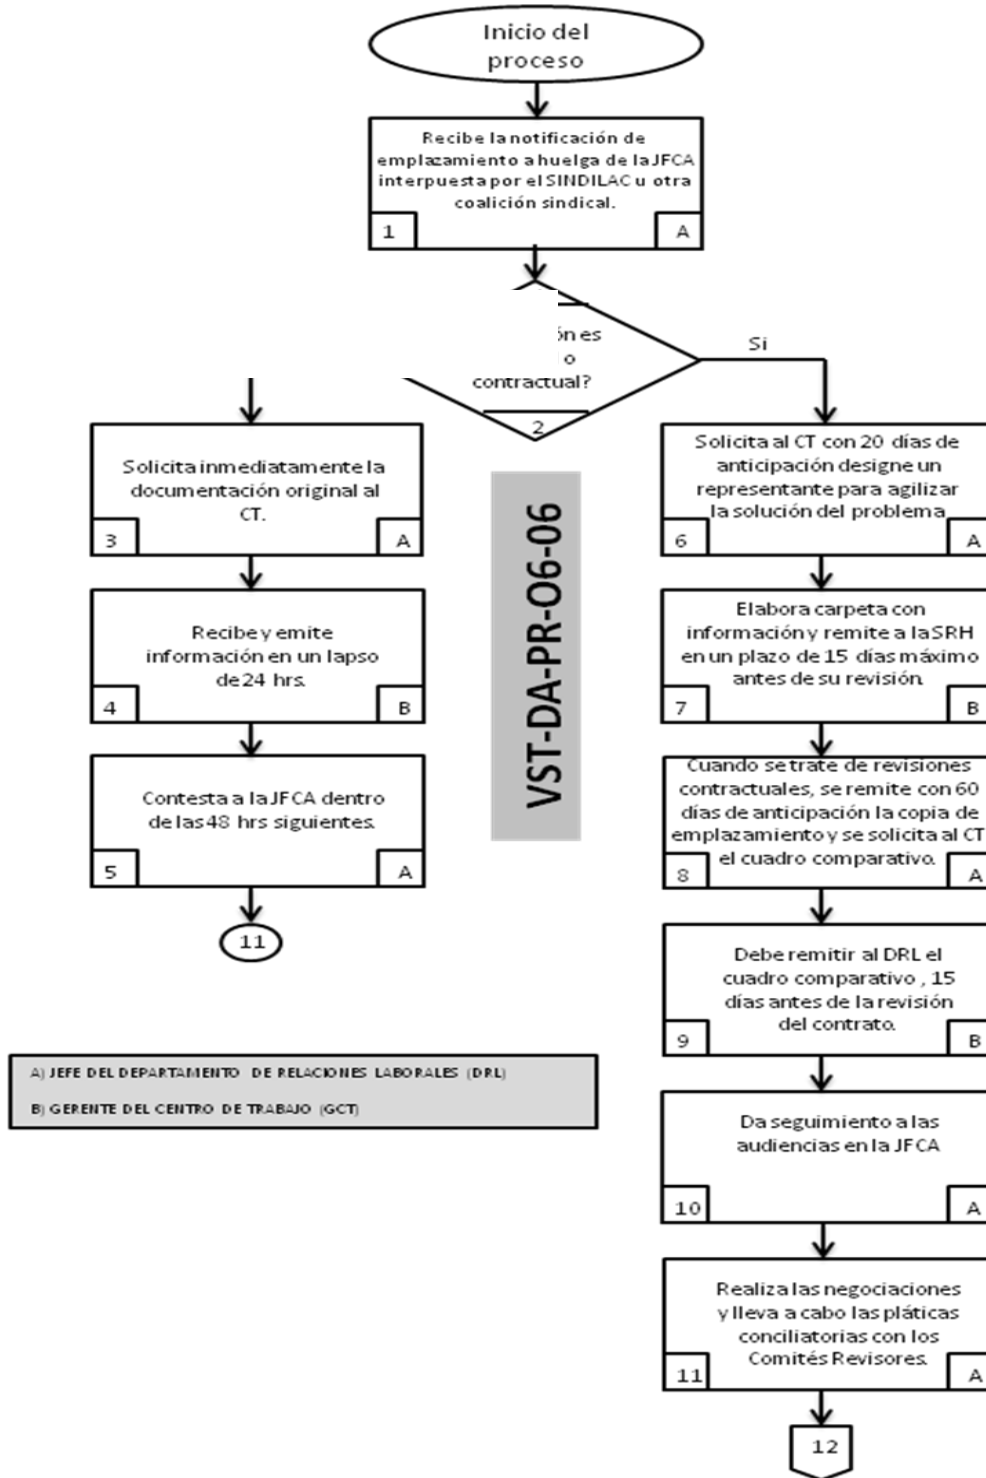 Inicio del
proceso
Recibe la notificación de
emplazamiento a huelga de la JFCA
interpuesta por el SINDILAC u otra
coalición sindical.
1
A
es
o
contractual?
2
Si
Solicita inmediatamente la
documentación original al
CT.
3
A
Recibe y emite
información en un lapso
de 24 hrs.
4
B
Contesta a la JFCA dentro
de las 48 hrs siguientes.
5
A
11
VST-DA-PR-O6-06
Solicita al CT con 20 días de
anticipación designe un
representante para agilizar
la solución del problema
6
A
Elabora carpeta con
información y remite a la SRH
en un plazo de 15 días máximo
antes de su revisión.
7
B
Cuando se trate de revisiones
contractuales, se remite con 60
días de anticipación la copia de
emplazamiento y se solicita al CT
el cuadro comparativo.
8
A
Debe remitir al DRL el
cuadro comparativo , 15
días antes de la revisión
del contrato.
9
B
Da seguimiento a las
audiencias en la JFCA
10
A
Realiza las negociaciones
y lleva a cabo las pláticas
conciliatorias con los
Comités Revisores.
11
A
12
A) JEFE DEL DEPARTAMENTO DE RELACIONES LABORALES (DRL)
B) GERENTE DEL CENTRO DE TRABAJO (GCT)